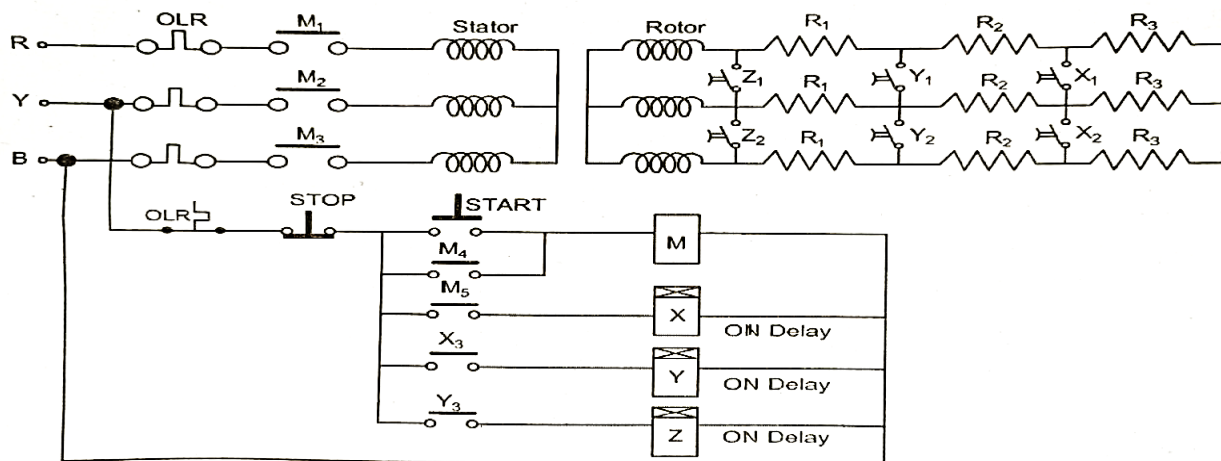 OLR M1 Stator Rotor R1 R2 R3
R
Z1 Y1 X1
Y M2 R1 R2 R3
Z2 Y2 X2
B M3 R1 R2 R3
STOP
OLR START
M4 M
M5
X ON Delay
X3
Y ON Delay
Y3
Z ON Delay